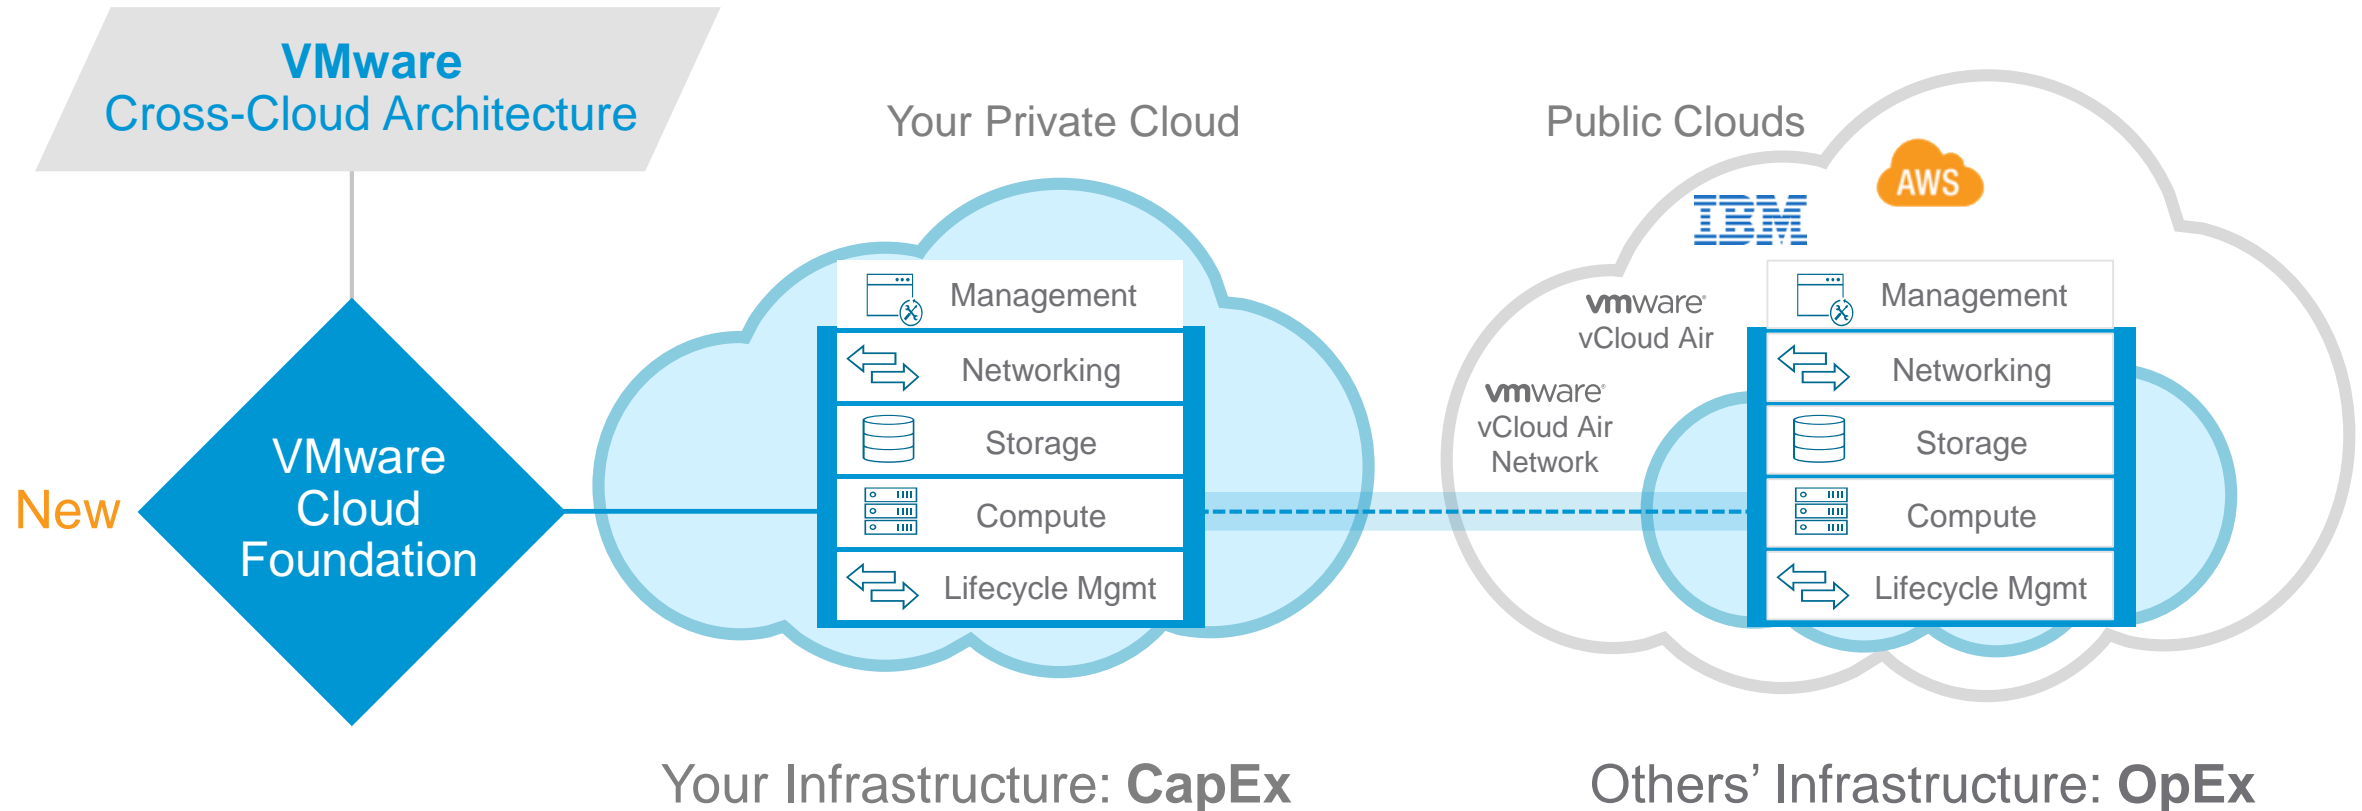 VMware
Cross-Cloud Architecture
New
VMware
Cloud
Foundation
Your Private Cloud
Management
Networking
Storage
Compute
Lifecycle Mgmt
Your Infrastructure: CapEx
Public Clouds
AWS
IBM
vmware®
vCloud Air
vmware®
vCloud Air
Network
Management
Networking
Storage
Compute
Lifecycle Mgmt
Others’ Infrastructure: OpEx